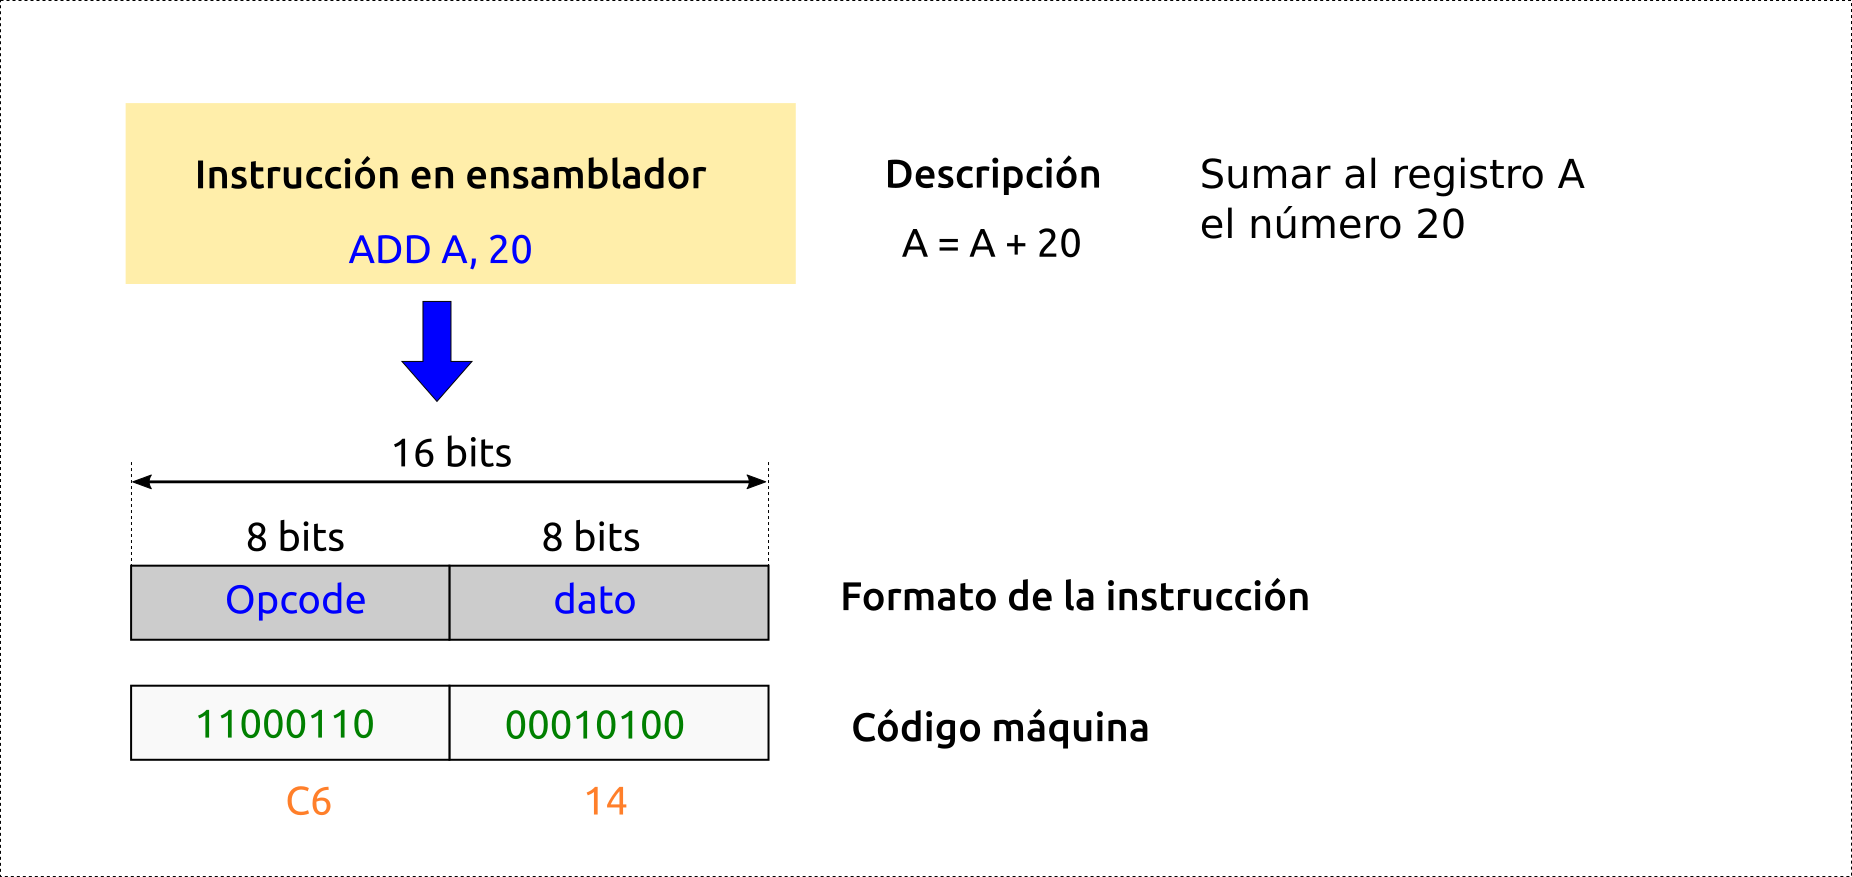 Instrucción en ensamblador
ADD A, 20
Descripción
A = A + 20
Sumar al registro A
el número 20
16 bits
8 bits
8 bits
Opcode
dato
Formato de la instrucción
11000110
00010100
Código máquina
C6
14